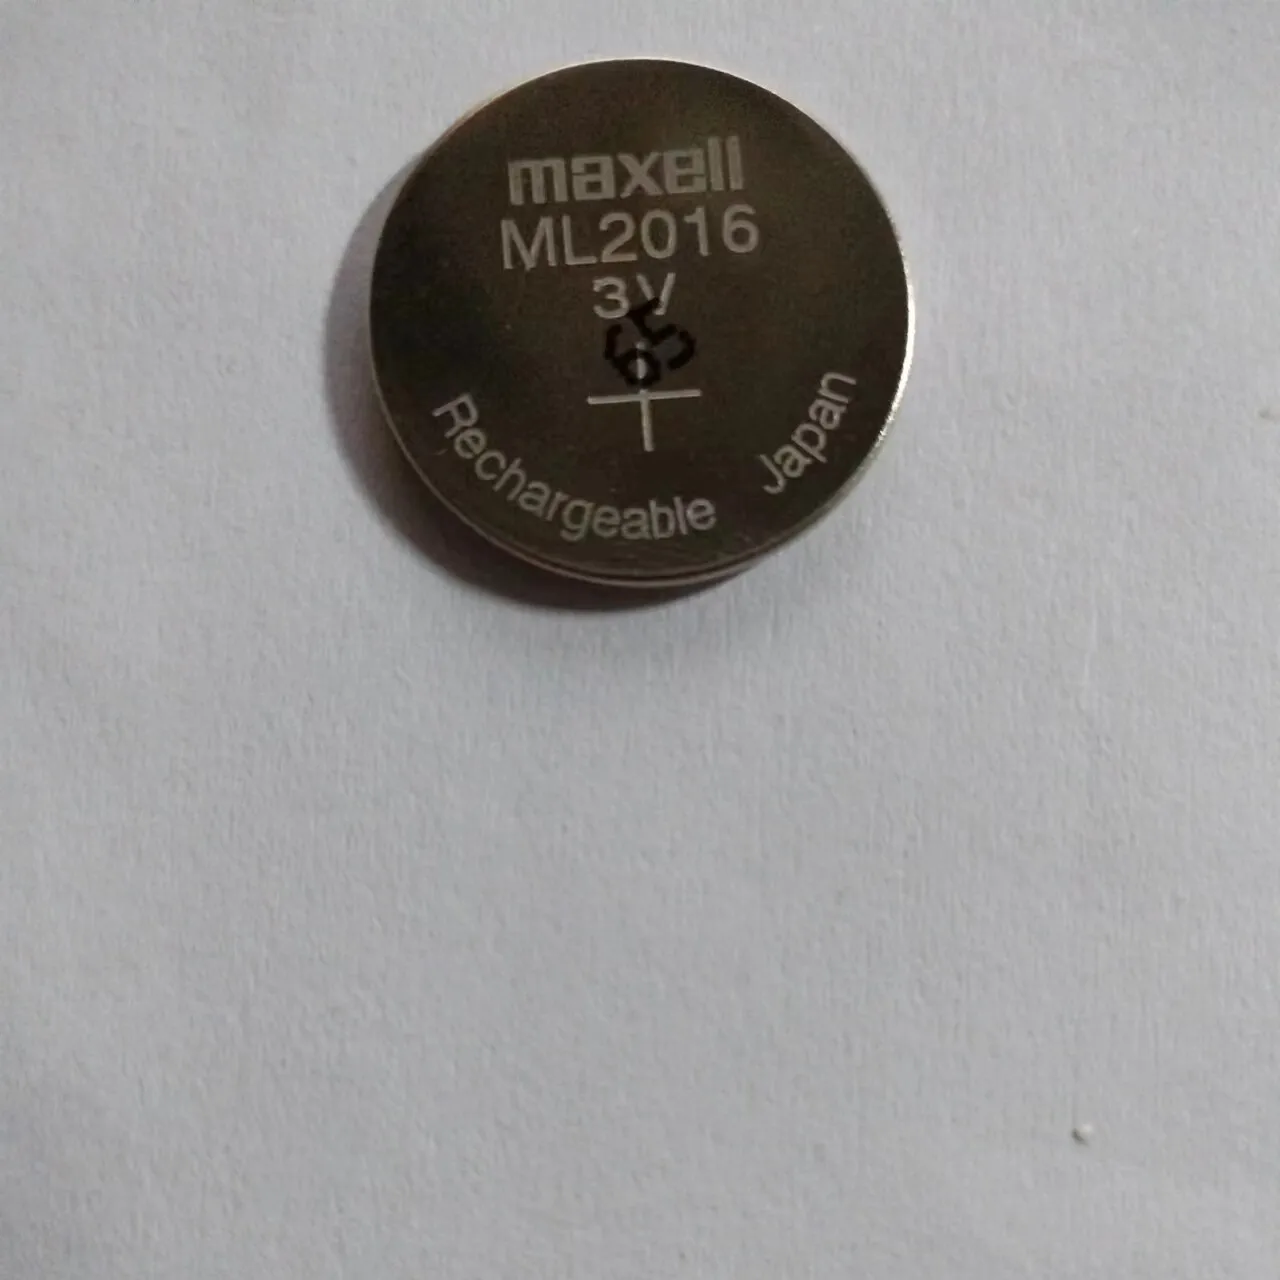 maxell
ML2016
3V
65
+
Rechargeable
Japan